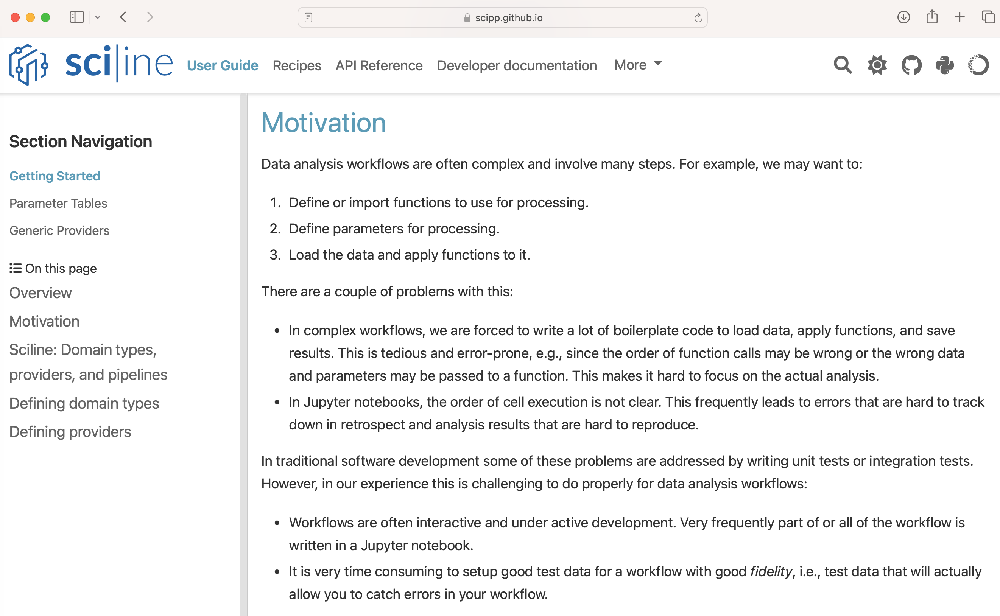 scipp.github.io
sciline
User Guide
Recipes
API Reference
Developer documentation
More
Section Navigation
Getting Started
Parameter Tables
Generic Providers
On this page
Overview
Motivation
Sciline: Domain types,
providers, and pipelines
Defining domain types
Defining providers
Motivation
Data analysis workflows are often complex and involve many steps. For example, we may want to:
1. Define or import functions to use for processing.
2. Define parameters for processing.
3. Load the data and apply functions to it.
There are a couple of problems with this:
• In complex workflows, we are forced to write a lot of boilerplate code to load data, apply functions, and save
results. This is tedious and error-prone, e.g., since the order of function calls may be wrong or the wrong data
and parameters may be passed to a function. This makes it hard to focus on the actual analysis.
• In Jupyter notebooks, the order of cell execution is not clear. This frequently leads to errors that are hard to track
down in retrospect and analysis results that are hard to reproduce.
In traditional software development some of these problems are addressed by writing unit tests or integration tests.
However, in our experience this is challenging to do properly for data analysis workflows:
• Workflows are often interactive and under active development. Very frequently part of or all of the workflow is
written in a Jupyter notebook.
• It is very time consuming to setup good test data for a workflow with good fidelity, i.e., test data that will actually
allow you to catch errors in your workflow.